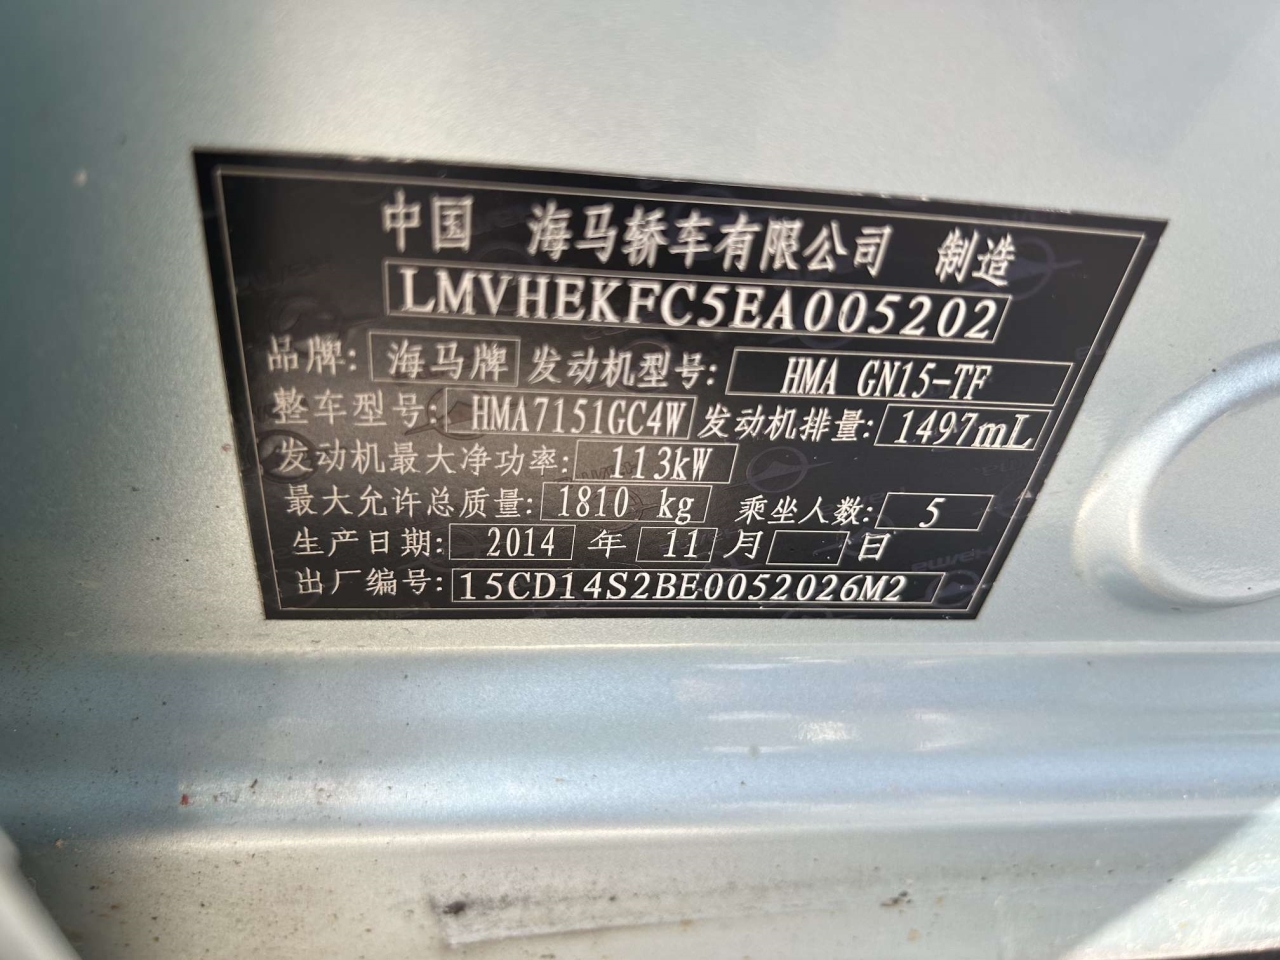 中国 海马轿车有限公司 制造
LMVHEKFC5EA005202
品牌: 海马牌 发动机型号: HMA GN15-TF
整车型号: HMA7151GC4W 发动机排量: 1497mL
发动机最大净功率: 113kW
最大允许总质量: 1810 kg 乘坐人数: 5
生产日期: 2014 年 11 月 日
出厂编号: 15CD14S2BE0052026M2